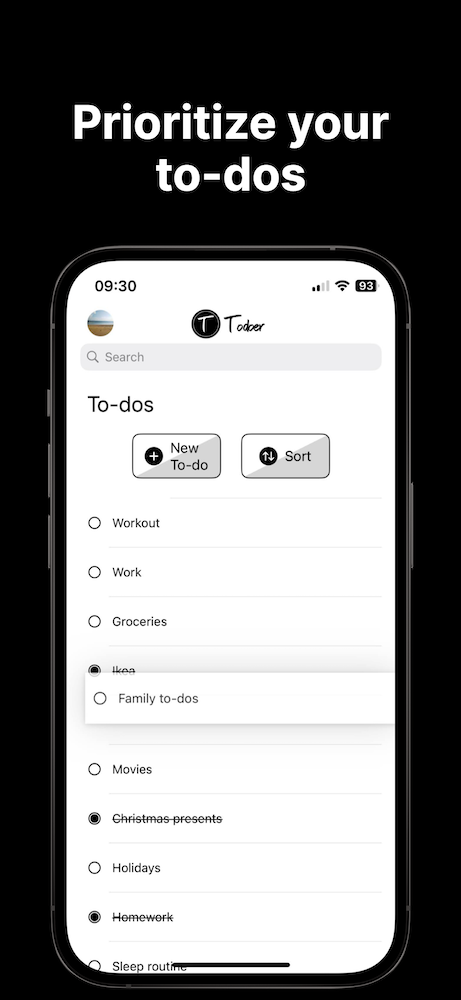 Prioritize your
to-dos
09:30
93
T Todoer
Search
To-dos
New
To-do
Sort
Workout
Work
Groceries
Ikea
Family to-dos
Movies
Christmas presents
Holidays
Homework
Sleep routine